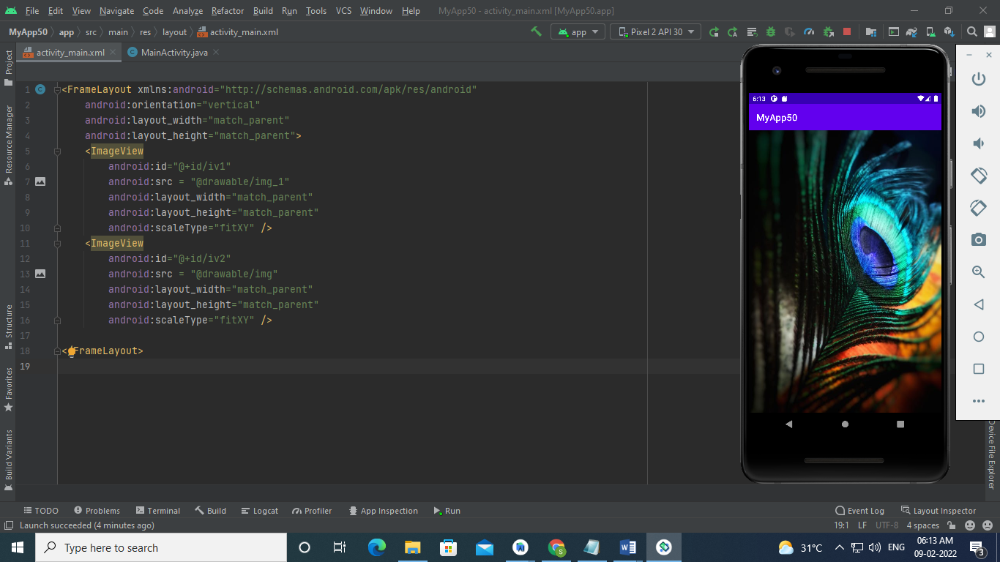 File Edit View Navigate Code Analyze Refactor Build Run Tools VCS Window Help MyApp50 - activity_main.xml [MyApp50.app]
MyApp50 app src main res layout activity_main.xml app Pixel 2 API 30
activity_main.xml MainActivity.java
Project
Resource Manager
Structure
Favorites
Build Variants
1 <FrameLayout xmlns:android="http://schemas.android.com/apk/res/android"
2 android:orientation="vertical"
3 android:layout_width="match_parent"
4 android:layout_height="match_parent">
5 <ImageView
6 android:id="@+id/iv1"
7 android:src = "@drawable/img_1"
8 android:layout_width="match_parent"
9 android:layout_height="match_parent"
10 android:scaleType="fitXY" />
11 <ImageView
12 android:id="@+id/iv2"
13 android:src = "@drawable/img"
14 android:layout_width="match_parent"
15 android:layout_height="match_parent"
16 android:scaleType="fitXY" />
17
18 </FrameLayout>
19
6:13
MyApp50
Device File Explorer
TODO Problems Terminal Build Logcat Profiler App Inspection Run Event Log Layout Inspector
Launch succeeded (4 minutes ago) 19:1 LF UTF-8 4 spaces
Type here to search 31°C ENG 06:13 AM
09-02-2022 3